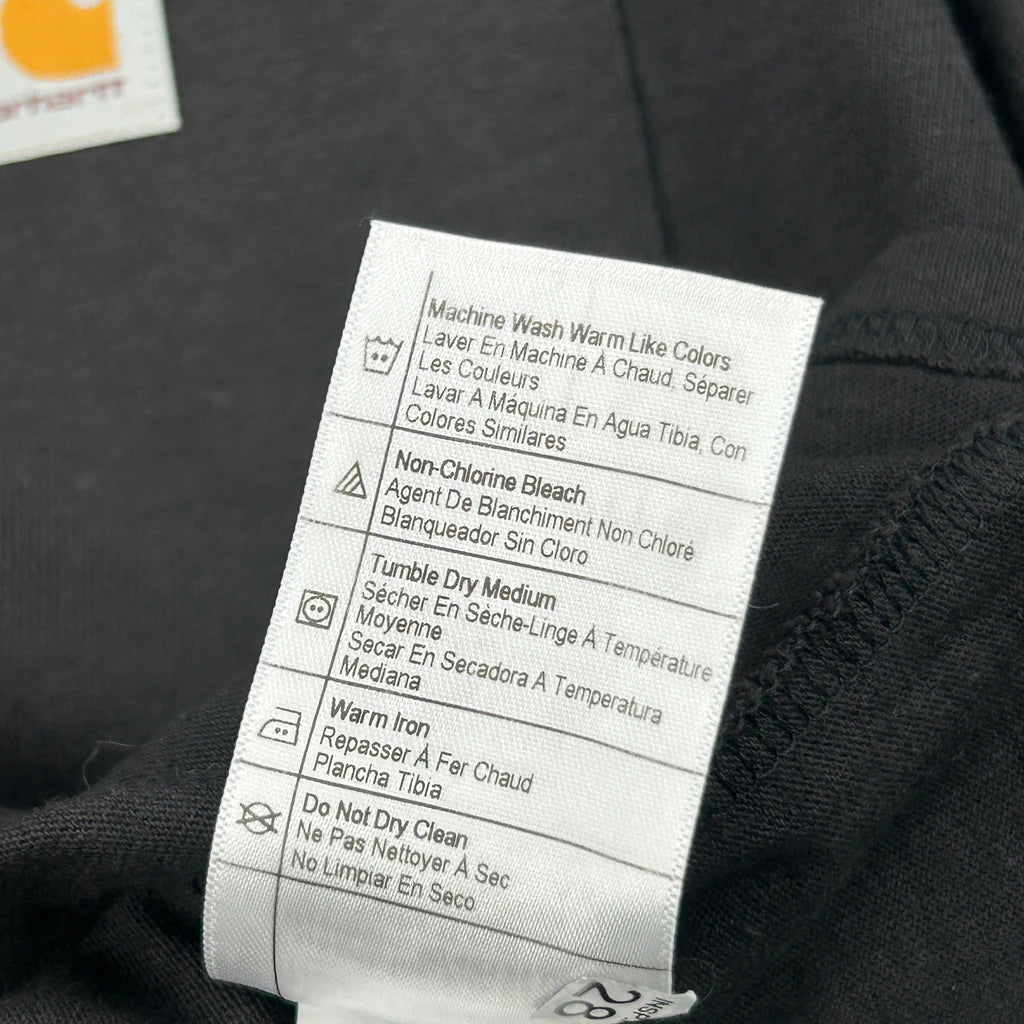 carhartt
Machine Wash Warm Like Colors
Laver En Machine À Chaud, Séparer
Les Couleurs
Lavar A Máquina En Agua Tibia, Con
Colores Similares
Non-Chlorine Bleach
Agent De Blanchiment Non Chloré
Blanqueador Sin Cloro
Tumble Dry Medium
Sécher En Sèche-Linge À Température
Moyenne
Secar En Secadora A Temperatura
Mediana
Warm Iron
Repasser À Fer Chaud
Plancha Tibia
Do Not Dry Clean
Ne Pas Nettoyer À Sec
No Limpiar En Seco
INSP.
28